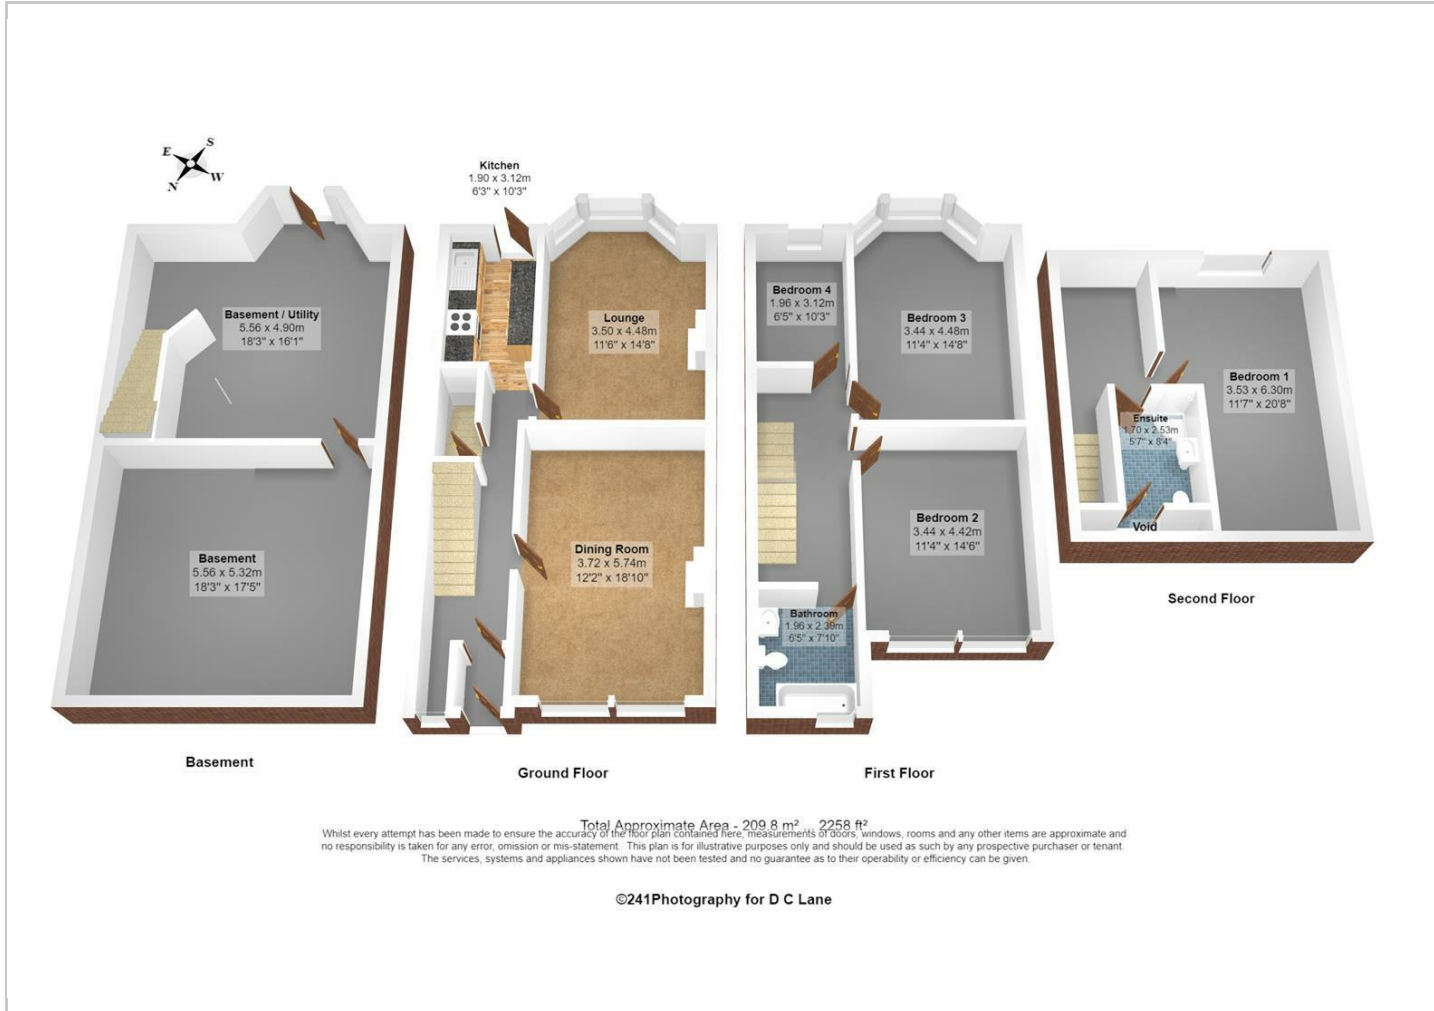 E
S
N
W
Kitchen
1.90 x 3.12m
6'3" x 10'3"
Basement / Utility
5.56 x 4.90m
18'3" x 16'1"
Lounge
3.50 x 4.48m
11'6" x 14'8"
Bedroom 4
1.96 x 3.12m
6'5" x 10'3"
Bedroom 3
3.44 x 4.48m
11'4" x 14'8"
Bedroom 1
3.53 x 6.30m
11'7" x 20'8"
Ensuite
1.70 x 2.53m
5'7" x 8'4"
Void
Basement
5.56 x 5.32m
18'3" x 17'5"
Dining Room
3.72 x 5.74m
12'2" x 18'10"
Bedroom 2
3.44 x 4.42m
11'4" x 14'6"
Bathroom
1.96 x 2.39m
6'5" x 7'10"
Second Floor
Basement
Ground Floor
First Floor
Total Approximate Area - 209.8 m² ... 2258 ft²
Whilst every attempt has been made to ensure the accuracy of the floor plan contained here, measurements of doors, windows, rooms and any other items are approximate and
no responsibility is taken for any error, omission or mis-statement. This plan is for illustrative purposes only and should be used as such by any prospective purchaser or tenant.
The services, systems and appliances shown have not been tested and no guarantee as to their operability or efficiency can be given.
©241Photography for D C Lane